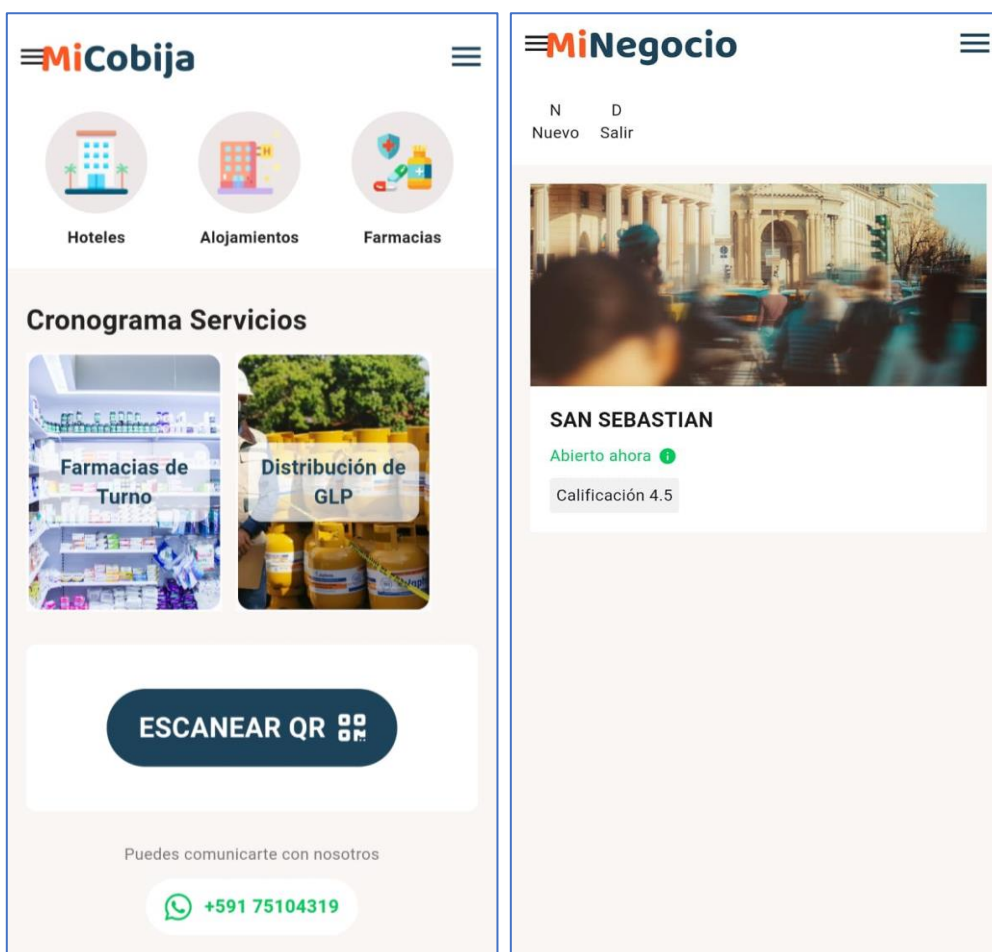 MiCobija
Hoteles Alojamientos Farmacias
Cronograma Servicios
Farmacias de
Turno
Distribución de
GLP
ESCANEAR QR
Puedes comunicarte con nosotros
+591 75104319
MiNegocio
N D
Nuevo Salir
SAN SEBASTIAN
Abierto ahora
Calificación 4.5